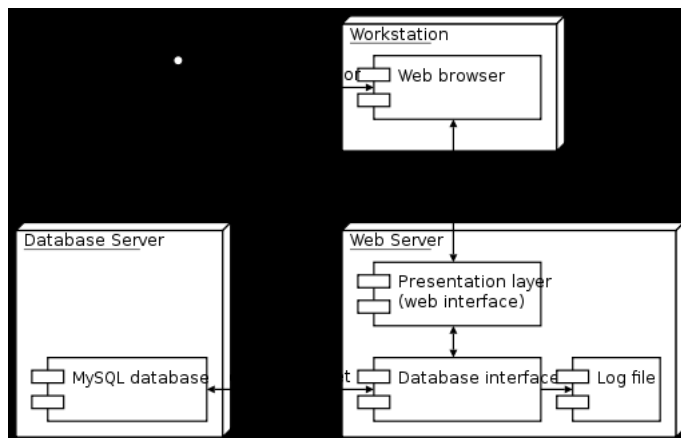 Workstation
or
Web browser
Database Server
Web Server
Presentation layer
(web interface)
MySQL database
t
Database interface
Log file